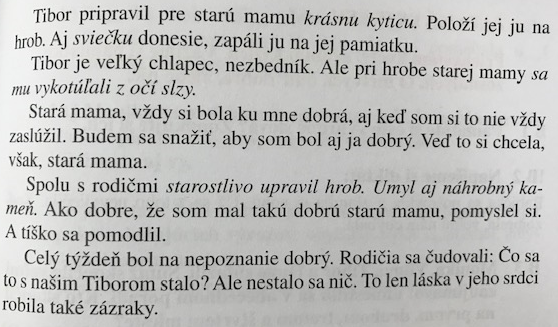 Tibor pripravil pre starú mamu krásnu kyticu. Položí jej ju na
hrob. Aj sviečku donesie, zapáli ju na jej pamiatku.
Tibor je veľký chlapec, nezbedník. Ale pri hrobe starej mamy sa
mu vykotúľali z očí slzy.
Stará mama, vždy si bola ku mne dobrá, aj keď som si to nie vždy
zaslúžil. Budem sa snažiť, aby som bol aj ja dobrý. Veď to si chcela,
však, stará mama.
Spolu s rodičmi starostlivo upravil hrob. Umyl aj náhrobný ka-
meň. Ako dobre, že som mal takú dobrú starú mamu, pomyslel si.
A tíško sa pomodlil.
Celý týždeň bol na nepoznanie dobrý. Rodičia sa čudovali: Čo sa
to s našim Tiborom stalo? Ale nestalo sa nič. To len láska v jeho srdci
robila také zázraky.